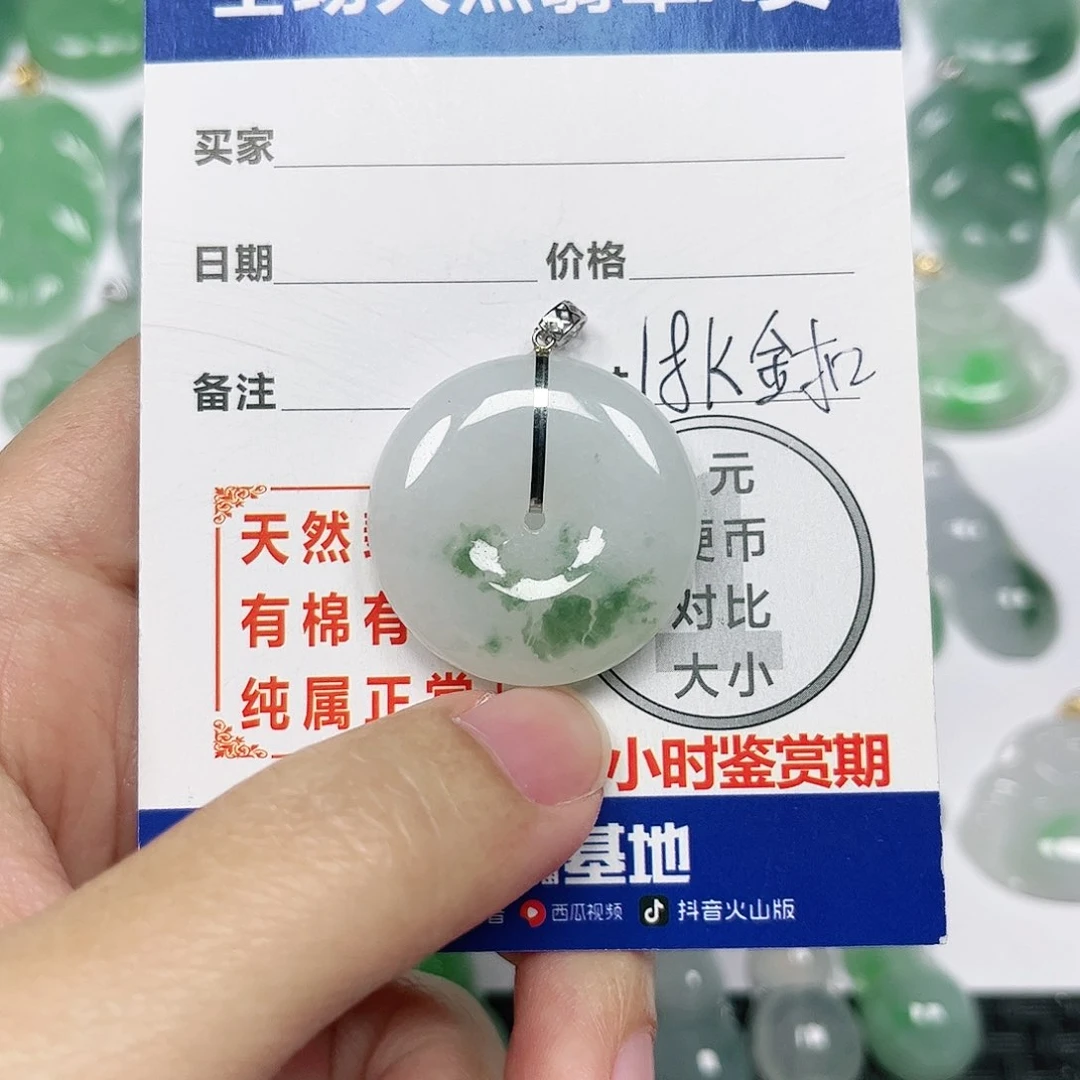 买家
日期 价格
备注 18K金扣
元
硬币
对比
大小
天然
有棉有
纯属正常
小时鉴赏期
基地
西瓜视频 抖音火山版